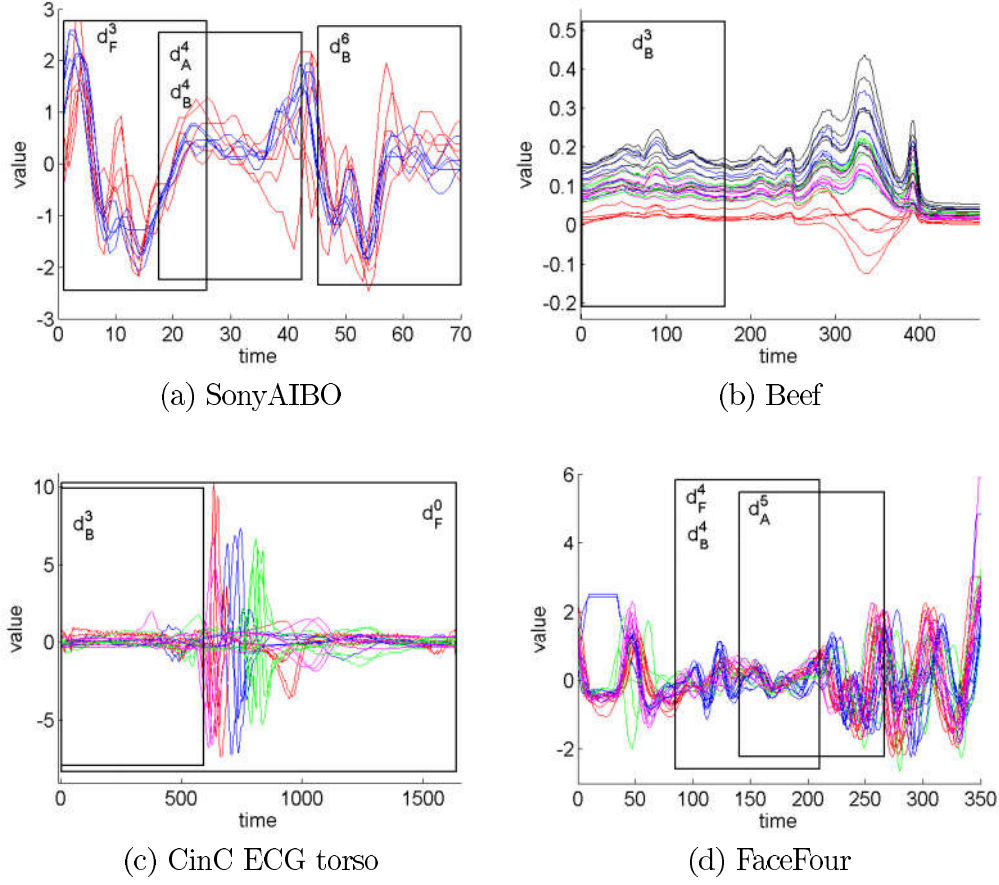 3
2
1
0
-1
-2
-3
value
d_F^3
d_A^4
d_B^4
d_B^6
0 10 20 30 40 50 60 70
time
(a) SonyAIBO
0.5
0.4
0.3
0.2
0.1
0
-0.1
-0.2
value
d_B^3
0 100 200 300 400
time
(b) Beef
10
5
0
-5
value
d_B^3
d_F^0
0 500 1000 1500
time
(c) CinC ECG torso
6
4
2
0
-2
value
d_F^4
d_B^4
d_A^5
0 50 100 150 200 250 300 350
time
(d) FaceFour